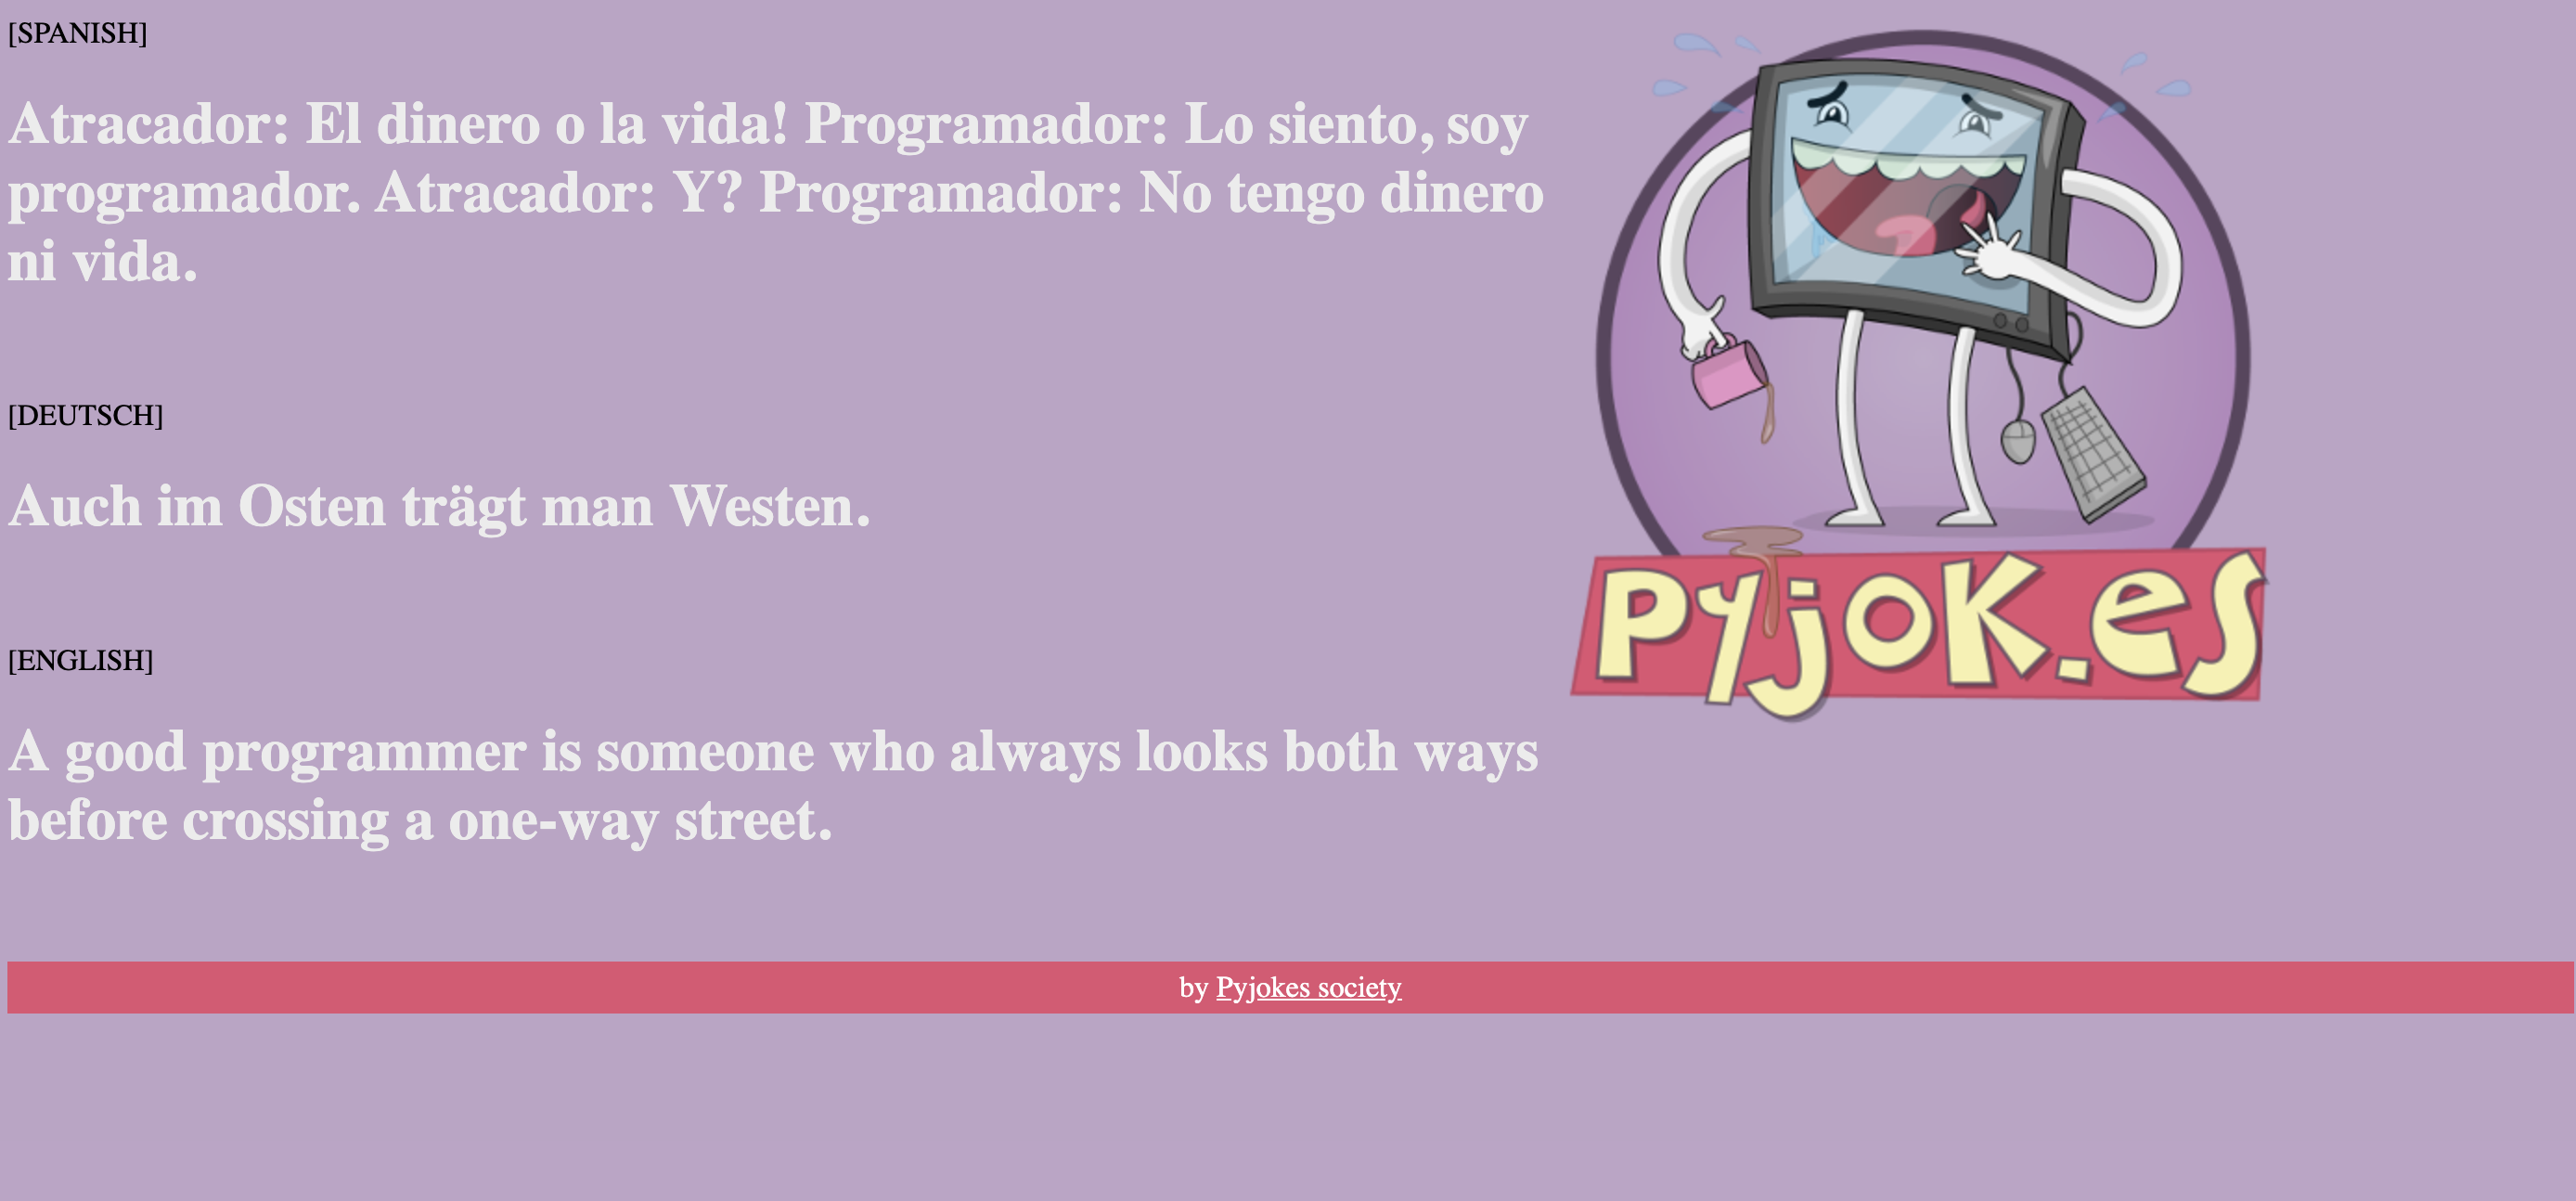 [SPANISH]
Atracador: El dinero o la vida! Programador: Lo siento, soy
programador. Atracador: Y? Programador: No tengo dinero
ni vida.
[DEUTSCH]
Auch im Osten trägt man Westen.
[ENGLISH]
A good programmer is someone who always looks both ways
before crossing a one-way street.
PyjoK.es
by Pyjokes society